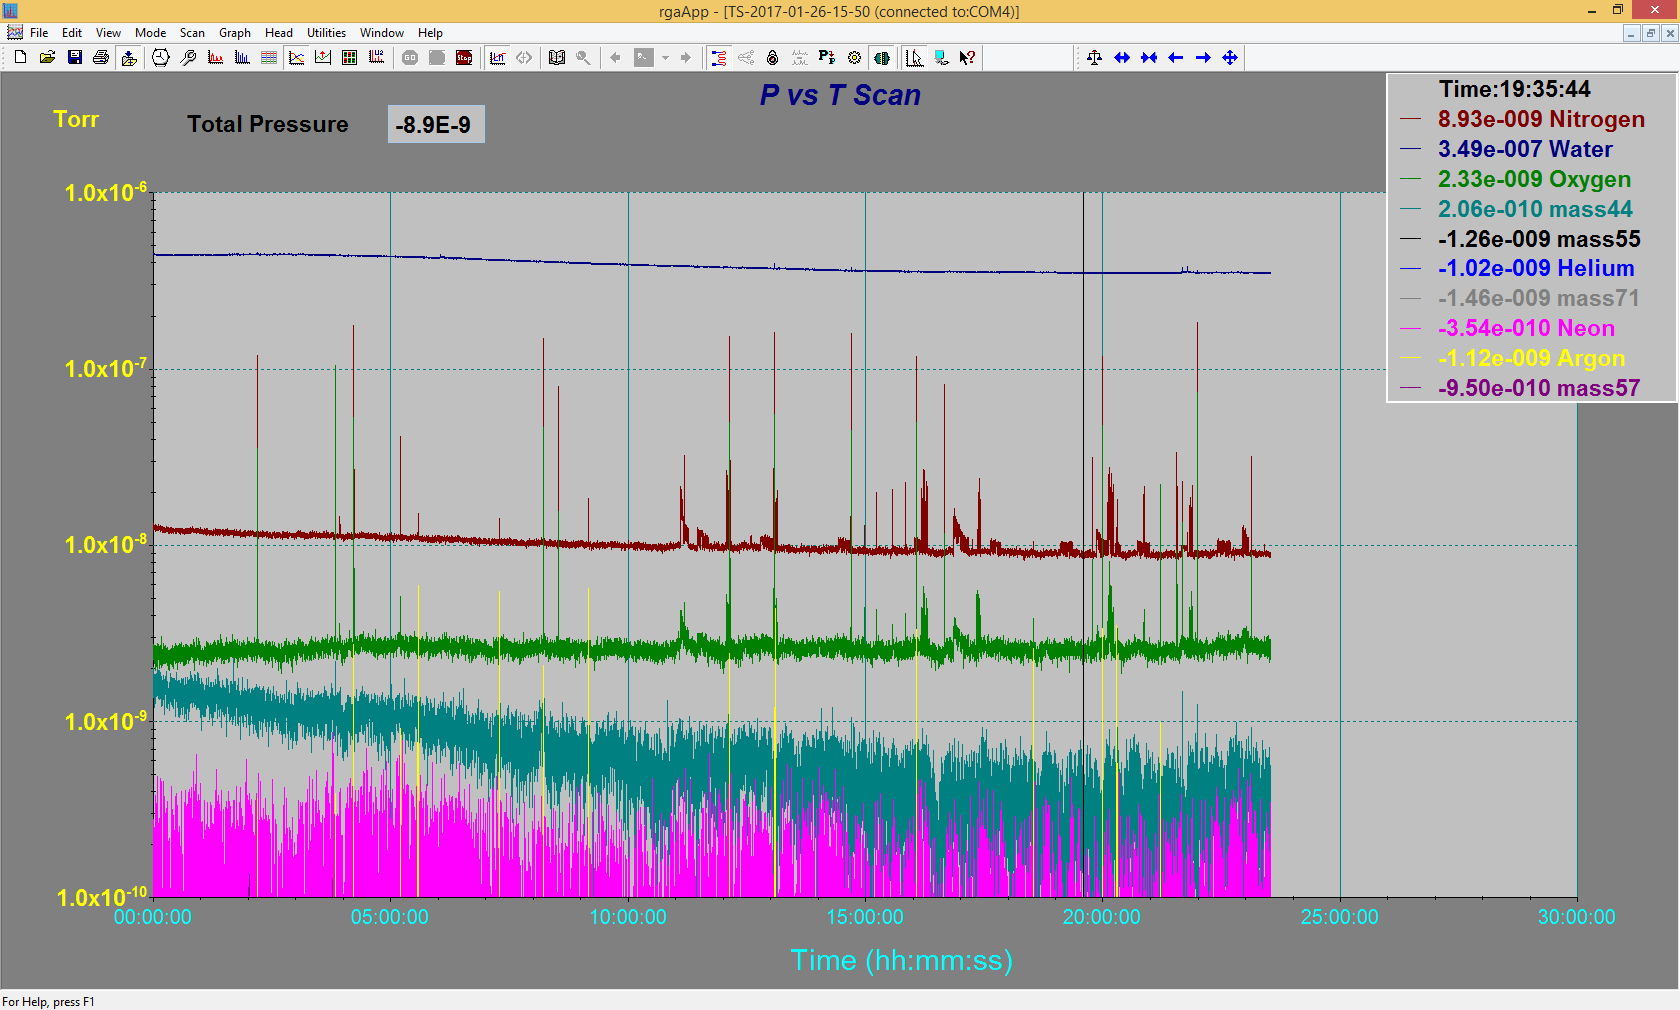 rgaApp - [TS-2017-01-26-15-50 (connected to:COM4)]
File Edit View Mode Scan Graph Head Utilities Window Help
GO Stop
P vs T Scan
Torr
Total Pressure -8.9E-9
Time:19:35:44
8.93e-009 Nitrogen
3.49e-007 Water
2.33e-009 Oxygen
2.06e-010 mass44
-1.26e-009 mass55
-1.02e-009 Helium
-1.46e-009 mass71
-3.54e-010 Neon
-1.12e-009 Argon
-9.50e-010 mass57
1.0x10-6
1.0x10-7
1.0x10-8
1.0x10-9
1.0x10-10
00:00:00 05:00:00 10:00:00 15:00:00 20:00:00 25:00:00 30:00:00
Time (hh:mm:ss)
For Help, press F1